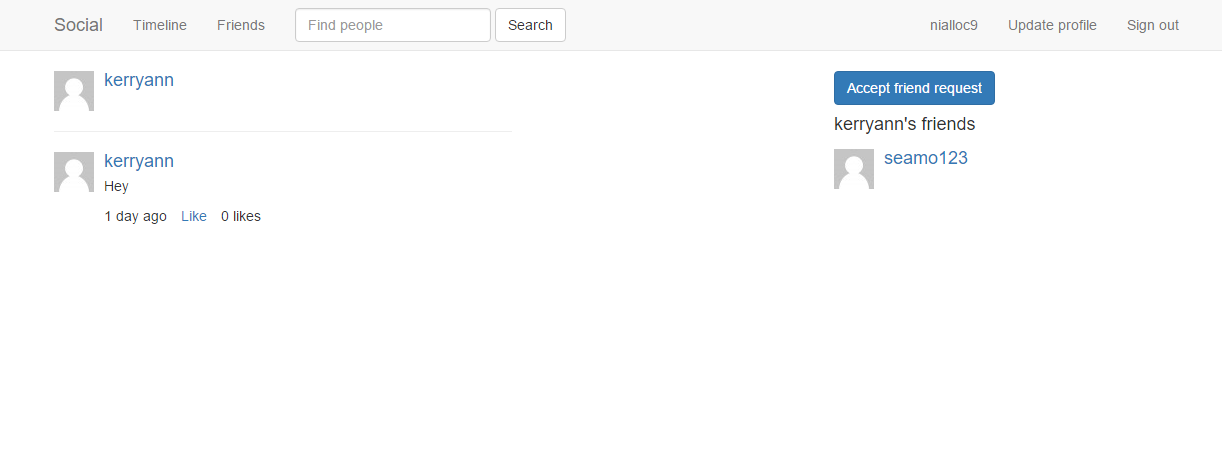 Social Timeline Friends Find people Search nialloc9 Update profile Sign out
kerryann
kerryann
Hey
1 day ago Like 0 likes
Accept friend request
kerryann's friends
seamo123